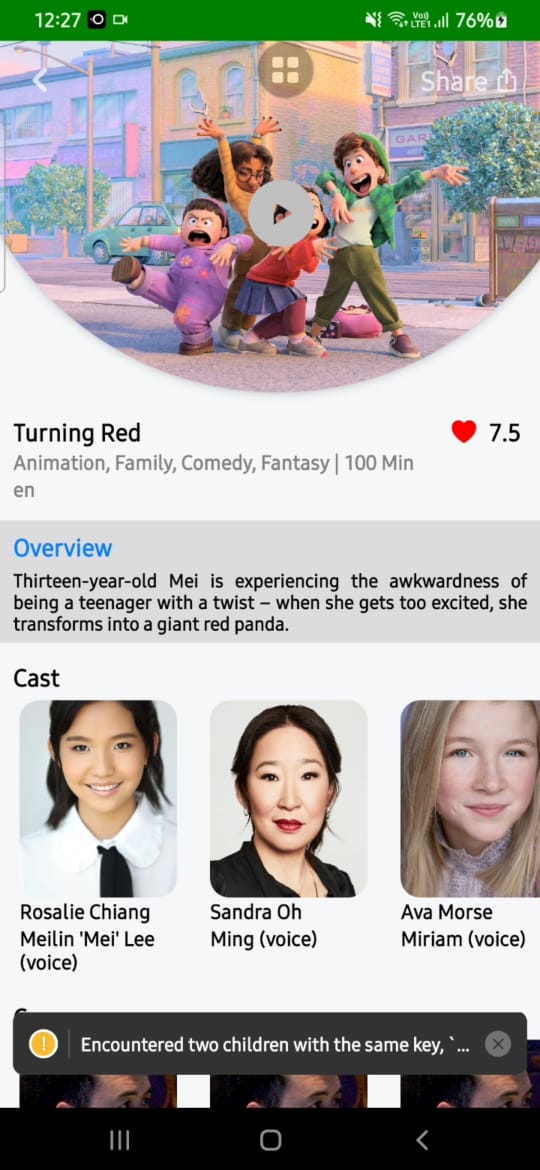 12:27
Vo))
LTE1
76%
Share
GAR
Turning Red
7.5
Animation, Family, Comedy, Fantasy | 100 Min
en
Overview
Thirteen-year-old Mei is experiencing the awkwardness of
being a teenager with a twist – when she gets too excited, she
transforms into a giant red panda.
Cast
Rosalie Chiang
Sandra Oh
Ava Morse
Meilin 'Mei' Lee
(voice)
Ming (voice)
Miriam (voice)
Encountered two children with the same key, `...